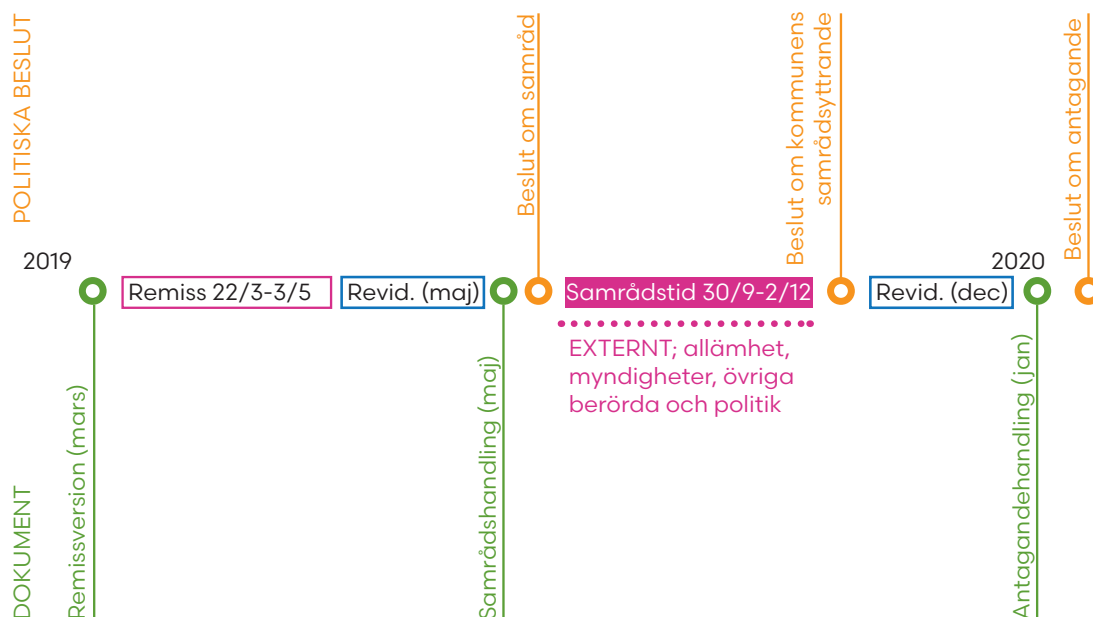 POLITISKA BESLUT
Beslut om samråd
Beslut om kommunens
samrådsyttrande
Beslut om antagande
2019
2020
Remiss 22/3-3/5
Revid. (maj)
Samrådstid 30/9-2/12
Revid. (dec)
EXTERNT; allämhet,
myndigheter, övriga
berörda och politik
DOKUMENT
Remissversion (mars)
Samrådshandling (maj)
Antagandehandling (jan)